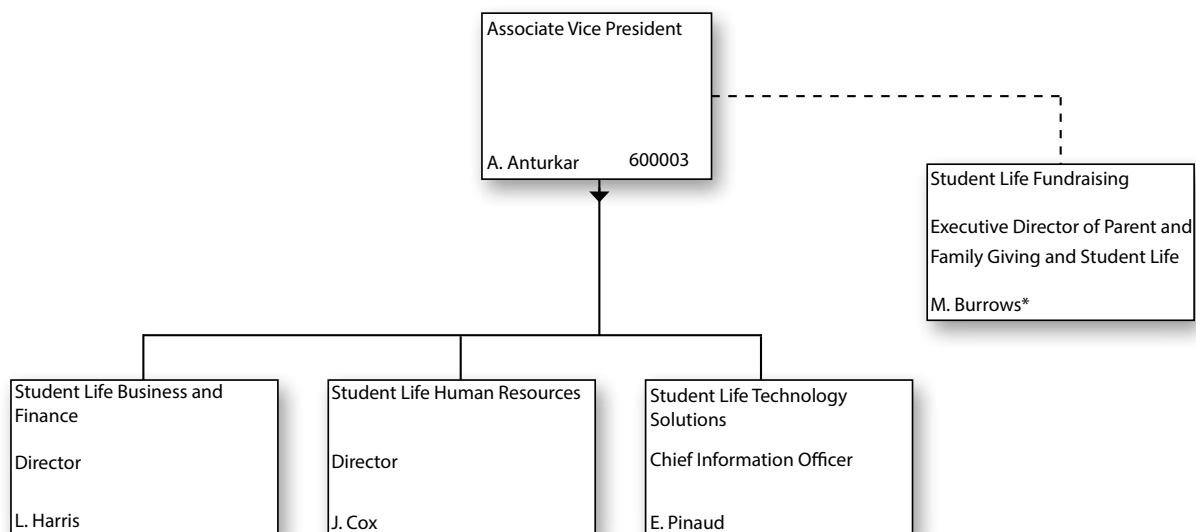 Associate Vice President
A. Anturkar 600003
Student Life Fundraising
Executive Director of Parent and
Family Giving and Student Life
M. Burrows*
Student Life Business and
Finance
Director
L. Harris
Student Life Human Resources
Director
J. Cox
Student Life Technology
Solutions
Chief Information Officer
E. Pinaud